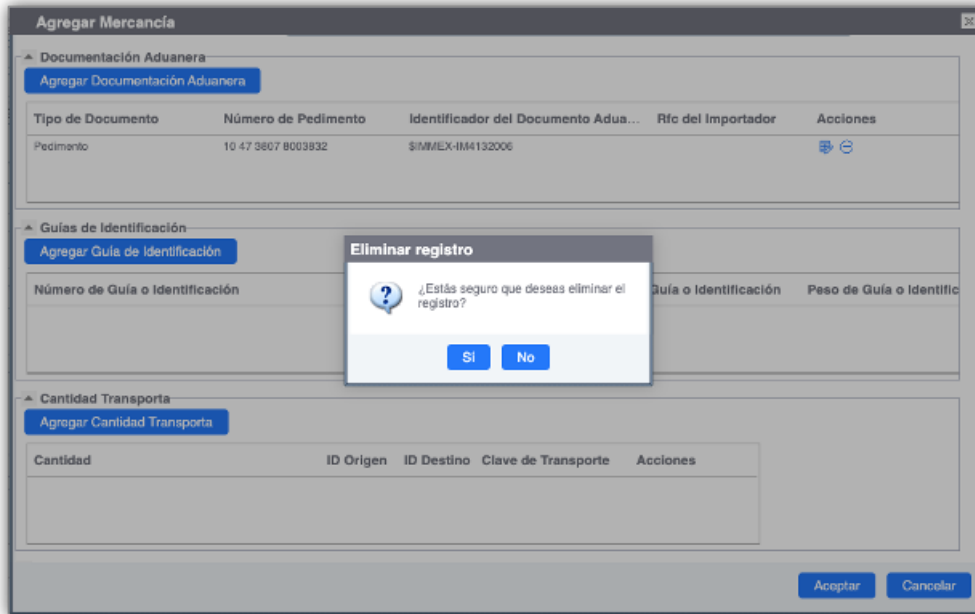 Agregar Mercancía
Documentación Aduanera
Agregar Documentación Aduanera
Tipo de Documento Número de Pedimento Identificador del Documento Adua... Rfc del Importador Acciones
Pedimento 10 47 3807 8003832 SIMMEX-IM4132006
Guías de Identificación
Agregar Guía de Identificación
Número de Guía o Identificación Guía o Identificación Peso de Guía o Identific
Eliminar registro
¿Estás seguro que deseas eliminar el
registro?
Sí No
Cantidad Transporta
Agregar Cantidad Transporta
Cantidad ID Origen ID Destino Clave de Transporte Acciones
Aceptar Cancelar